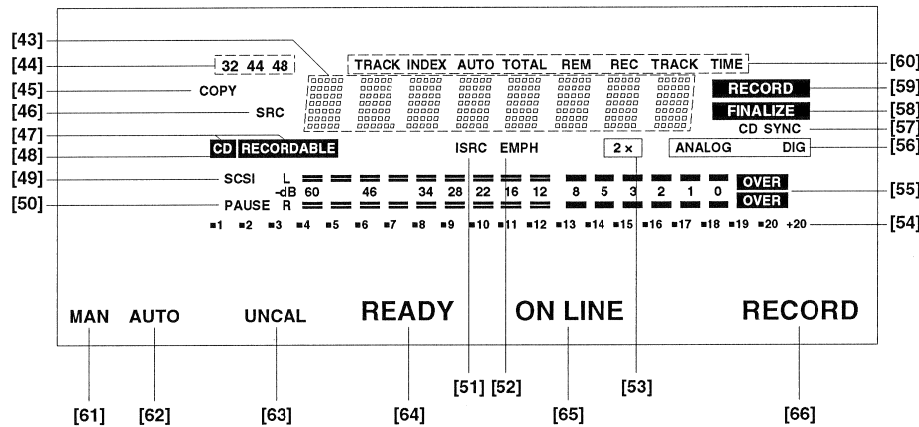 [43]
[44] 32 44 48 TRACK INDEX AUTO TOTAL REM REC TRACK TIME [60]
[45] COPY RECORD [59]
[46] SRC FINALIZE [58]
CD SYNC [57]
[47]
[48] CD RECORDABLE ISRC EMPH 2 × ANALOG DIG [56]
[49] SCSI L OVER
-dB 60 46 34 28 22 16 12 8 5 3 2 1 0 [55]
[50] PAUSE R OVER
■1 ■2 ■3 ■4 ■5 ■6 ■7 ■8 ■9 ■10 ■11 ■12 ■13 ■14 ■15 ■16 ■17 ■18 ■19 ■20 +20 [54]
MAN AUTO UNCAL READY ON LINE RECORD
[51] [52] [53]
[61] [62] [63] [64] [65] [66]